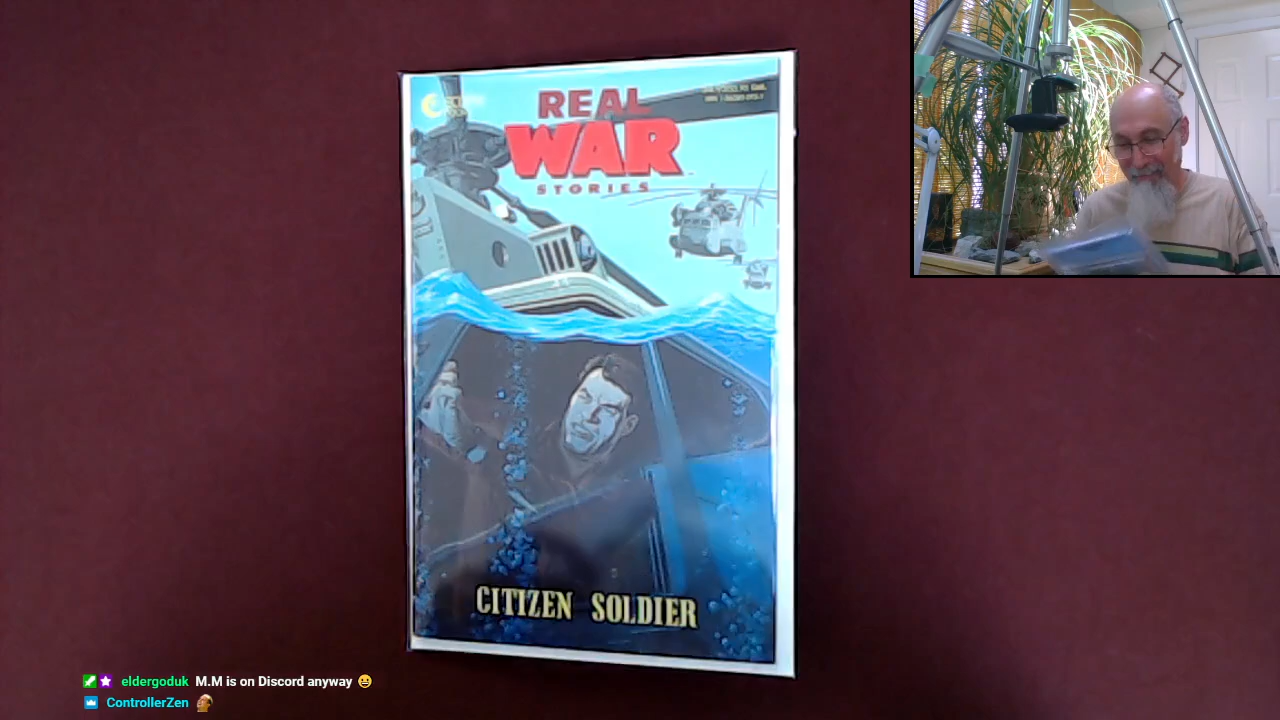 REAL
WAR
STORIES
CITIZEN SOLDIER
eldergoduk M.M is on Discord anyway 😀
ControllerZen